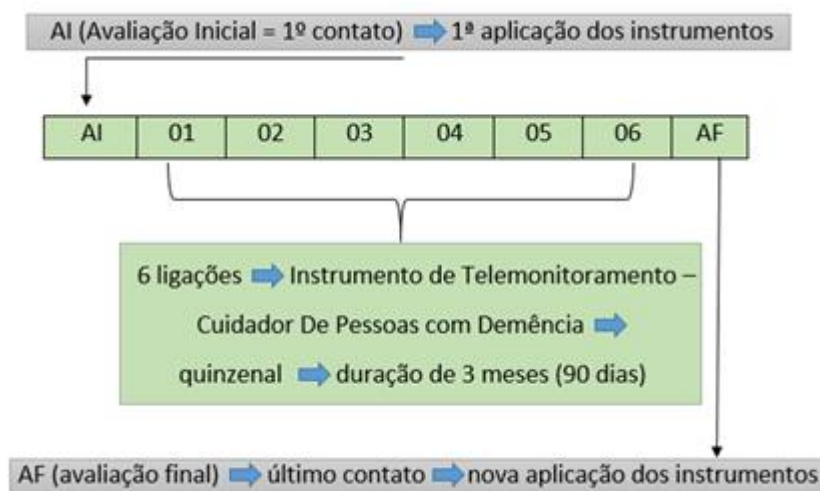 AI (Avaliação Inicial = 1º contato) 1ª aplicação dos instrumentos
AI 01 02 03 04 05 06 AF
6 ligações Instrumento de Telemonitoramento –
Cuidador De Pessoas com Demência
quinzenal duração de 3 meses (90 dias)
AF (avaliação final) último contato nova aplicação dos instrumentos